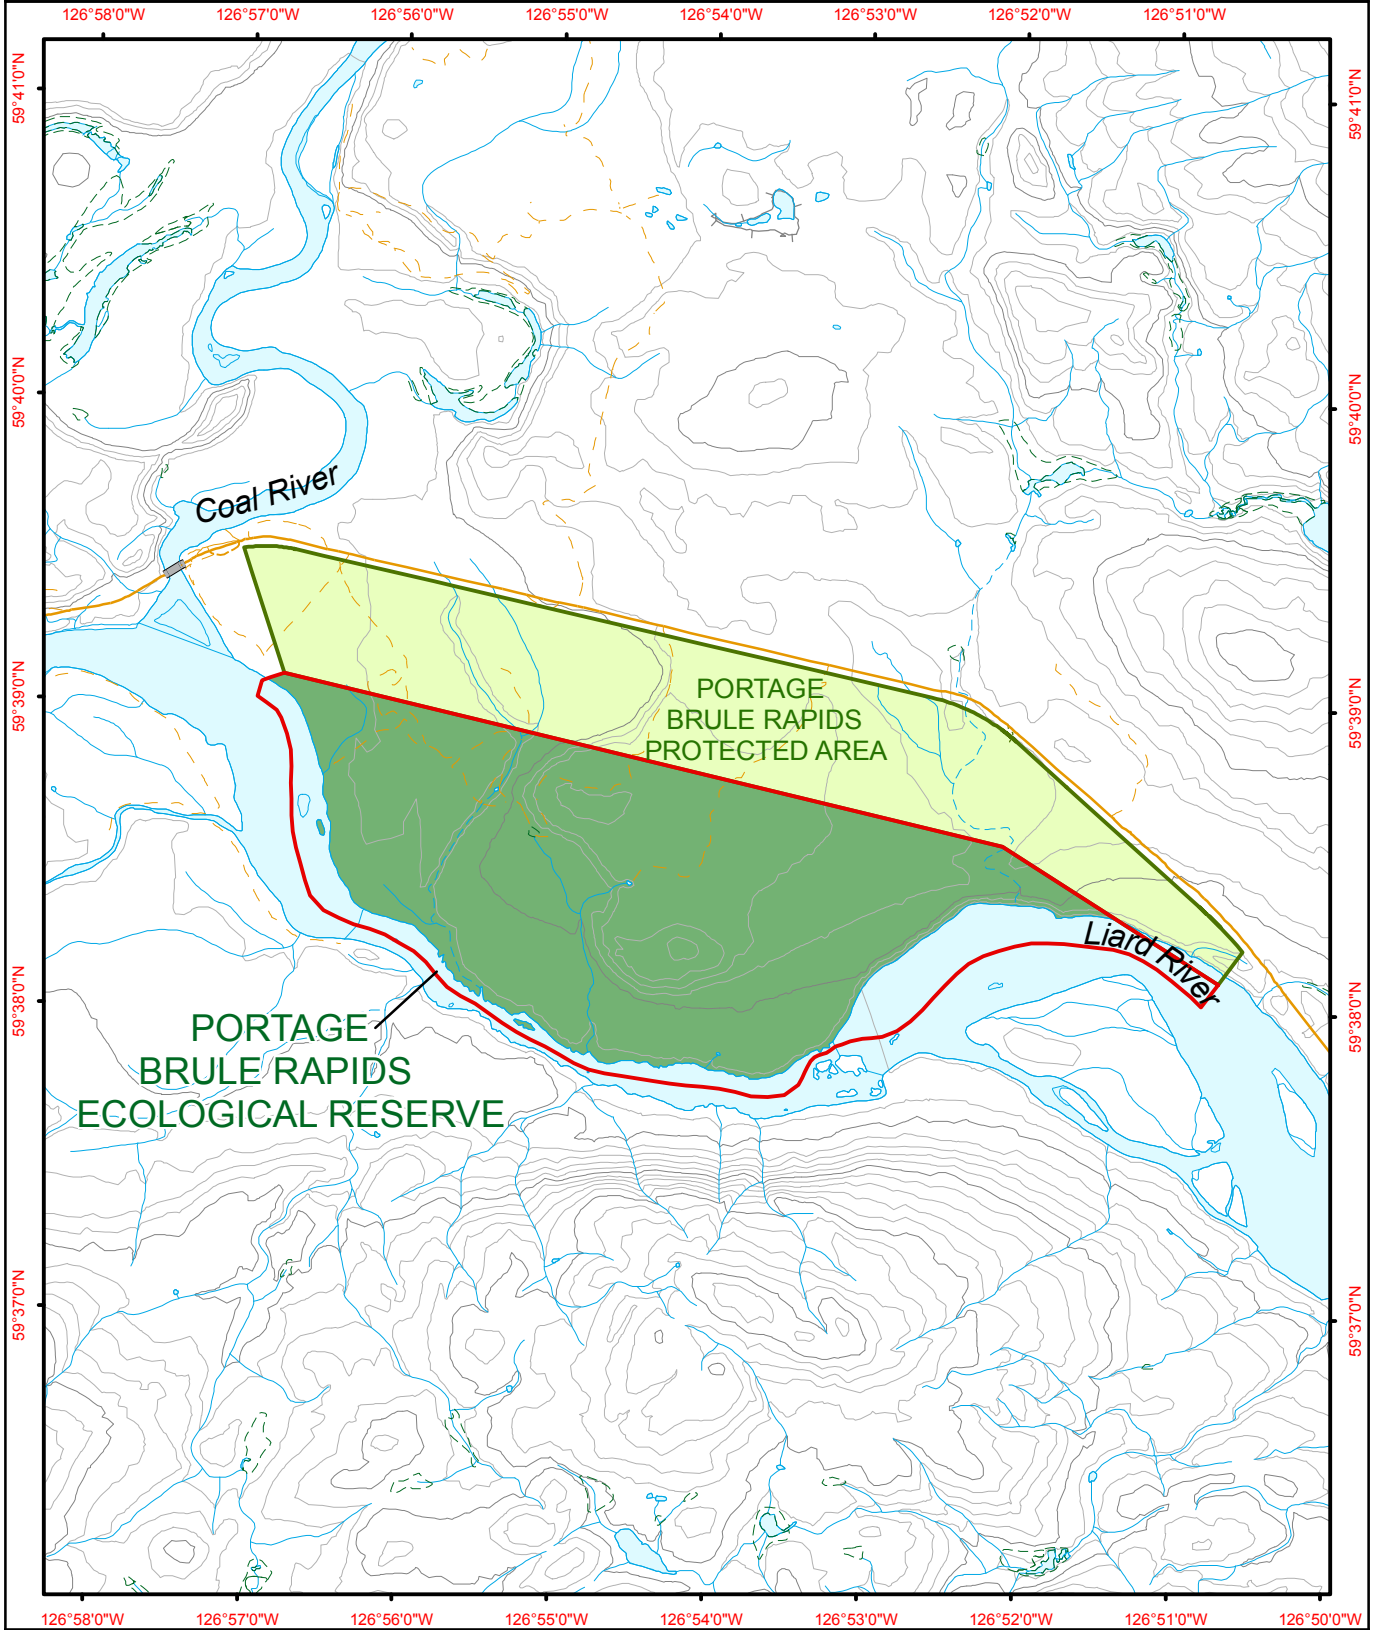 126°58'0"W 126°57'0"W 126°56'0"W 126°55'0"W 126°54'0"W 126°53'0"W 126°52'0"W 126°51'0"W
59°41'0"N
59°41'0"N
59°40'0"N
59°40'0"N
Coal River
59°39'0"N
59°39'0"N
PORTAGE
BRULE RAPIDS
PROTECTED AREA
Liard River
59°38'0"N
59°38'0"N
PORTAGE
BRULE RAPIDS
ECOLOGICAL RESERVE
59°37'0"N
59°37'0"N
126°58'0"W 126°57'0"W 126°56'0"W 126°55'0"W 126°54'0"W 126°53'0"W 126°52'0"W 126°51'0"W 126°50'0"W